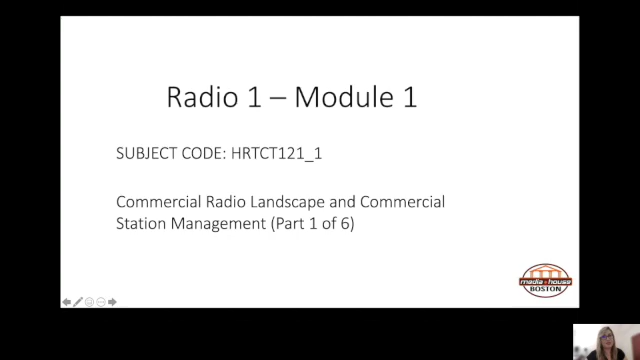 Radio 1 – Module 1
SUBJECT CODE: HRTCT121_1
Commercial Radio Landscape and Commercial
Station Management (Part 1 of 6)
media house
BOSTON